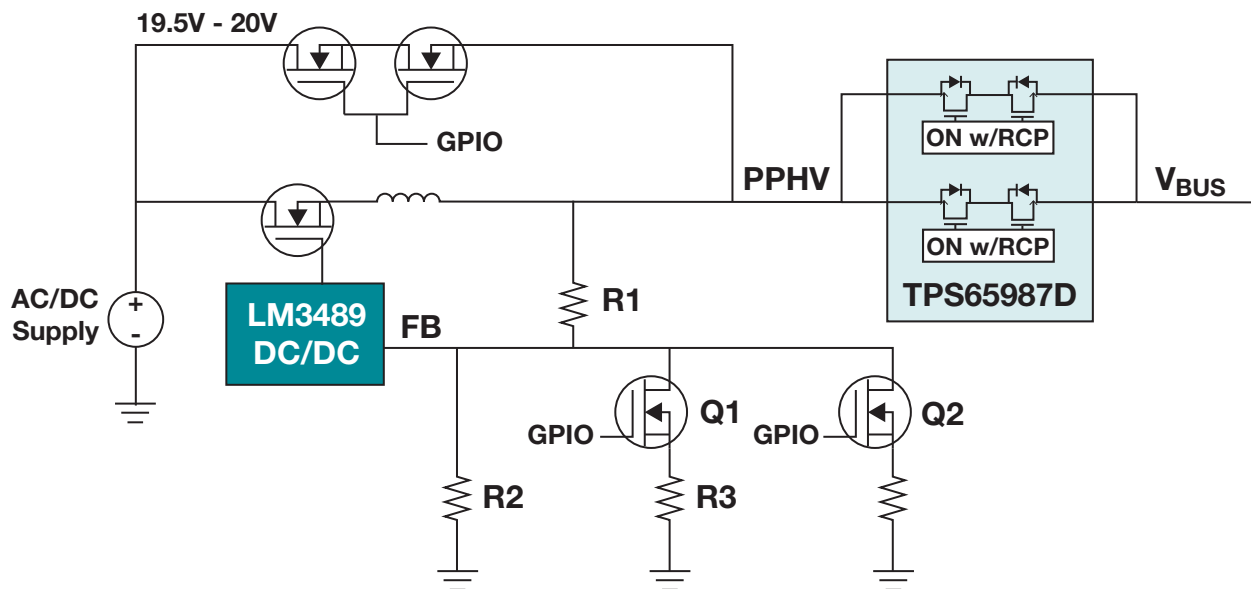 19.5V - 20V
GPIO
ON w/RCP
PPHV
VBUS
ON w/RCP
TPS65987D
AC/DC
Supply
+
-
LM3489
DC/DC
FB
R1
GPIO
Q1
GPIO
Q2
R2
R3